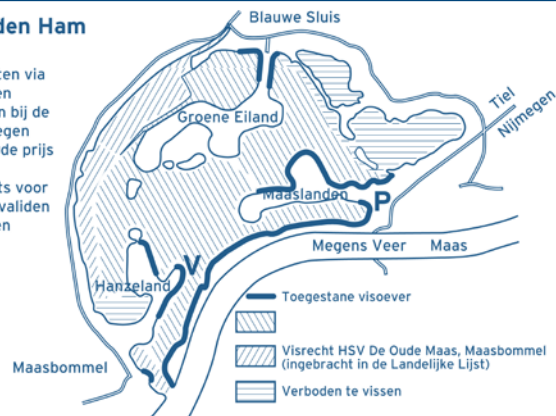 den Ham
ten via
en
n bij de
egen
de prijs
ts voor
validen
en
Blauwe Sluis
Tiel
Nijmegen
Groene Eiland
Maaslanden
P
Megens Veer Maas
V
Hanzeland
Maasbommel
Toegestane visoever
Visrecht HSV De Oude Maas, Maasbommel
(ingebracht in de Landelijke Lijst)
Verboden te vissen